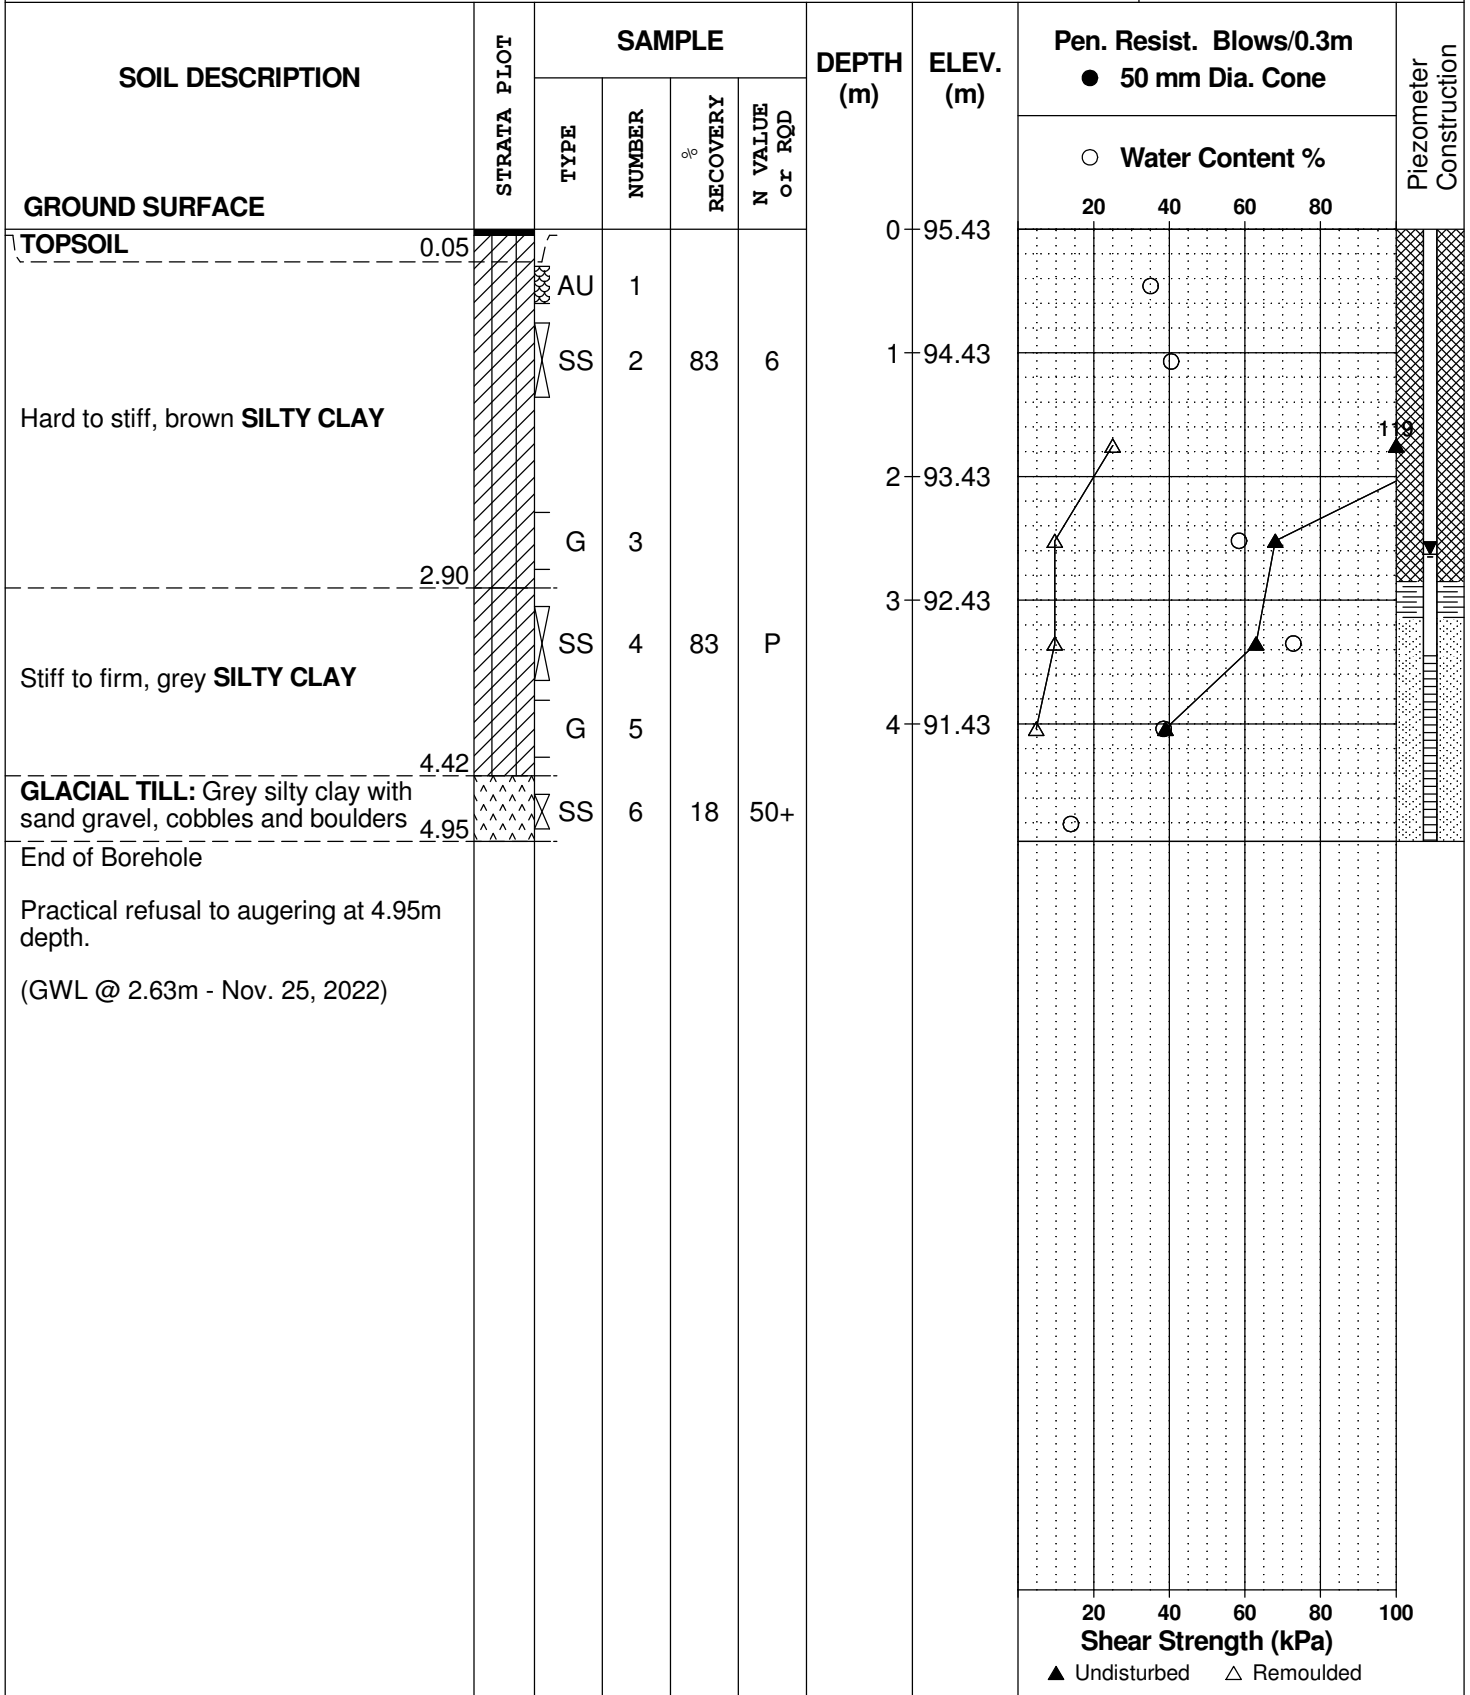 SOIL DESCRIPTION
GROUND SURFACE
STRATA PLOT
SAMPLE
TYPE
NUMBER
%
RECOVERY
N VALUE
or RQD
DEPTH
(m)
ELEV.
(m)
Pen. Resist. Blows/0.3m
● 50 mm Dia. Cone
○ Water Content %
20 40 60 80
Piezometer
Construction
0 95.43
TOPSOIL 0.05
AU 1
1 94.43
SS 2 83 6
Hard to stiff, brown SILTY CLAY
119
2 93.43
G 3
2.90
3 92.43
SS 4 83 P
Stiff to firm, grey SILTY CLAY
4 91.43
G 5
4.42
GLACIAL TILL: Grey silty clay with
sand gravel, cobbles and boulders 4.95
SS 6 18 50+
End of Borehole
Practical refusal to augering at 4.95m
depth.
(GWL @ 2.63m - Nov. 25, 2022)
20 40 60 80 100
Shear Strength (kPa)
▲ Undisturbed △ Remoulded